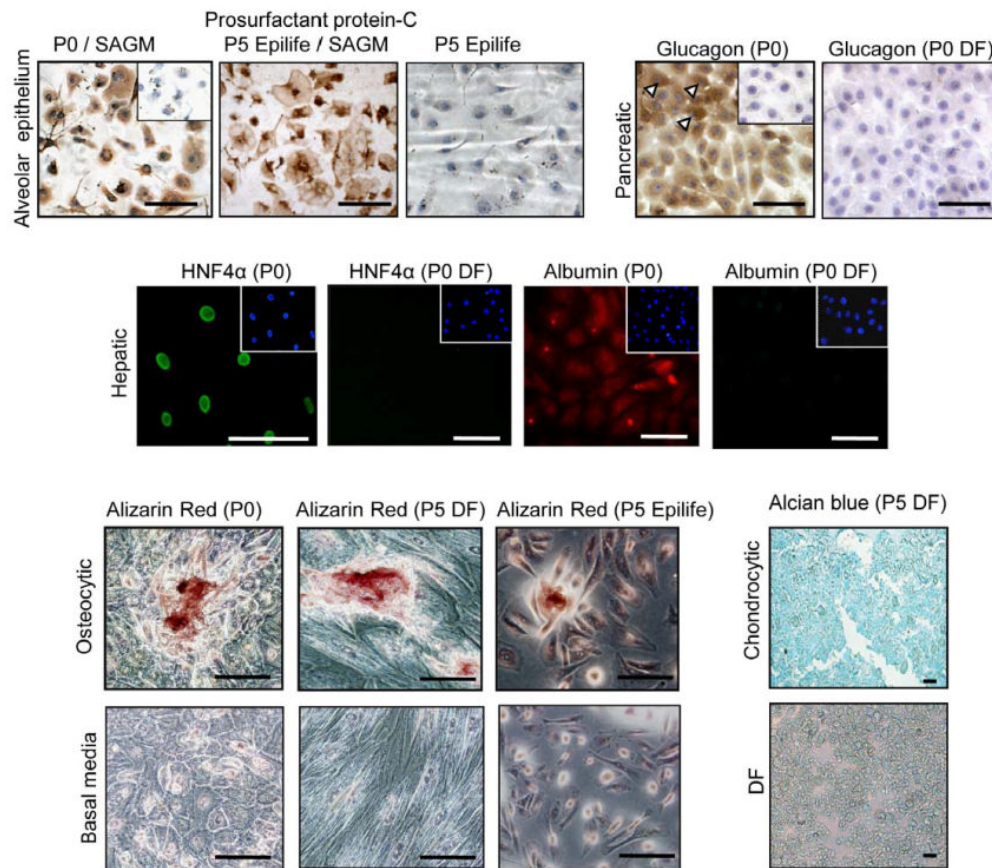 Prosurfactant protein-C
P0 / SAGM
P5 Epilife / SAGM
P5 Epilife
Glucagon (P0)
Glucagon (P0 DF)
Alveolar epithelium
Pancreatic
HNF4α (P0)
HNF4α (P0 DF)
Albumin (P0)
Albumin (P0 DF)
Hepatic
Alizarin Red (P0)
Alizarin Red (P5 DF)
Alizarin Red (P5 Epilife)
Alcian blue (P5 DF)
Osteocytic
Chondrocytic
Basal media
DF